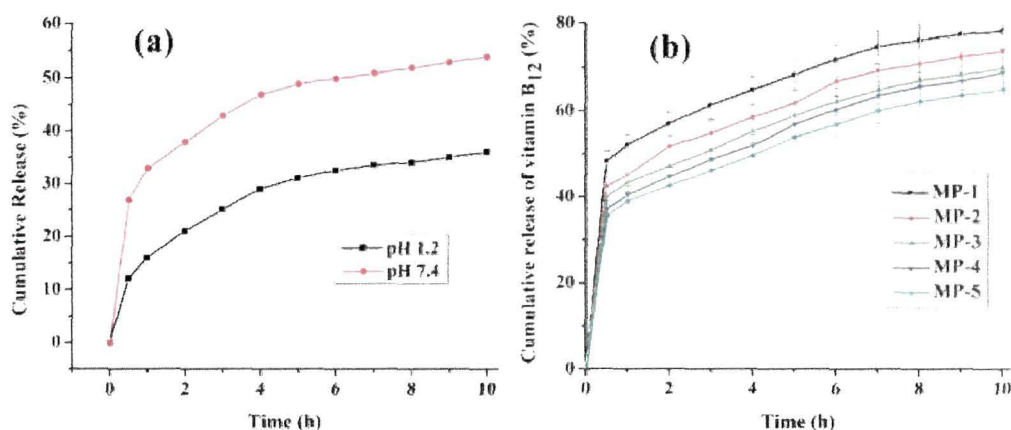 (a)
Cumulative Release (%)
60
50
40
30
20
10
0
pH 1.2
pH 7.4
0
2
4
6
8
10
Time (h)
(b)
Cumulative release of vitamin B12 (%)
80
60
40
20
0
MP-1
MP-2
MP-3
MP-4
MP-5
0
2
4
6
8
10
Time (h)